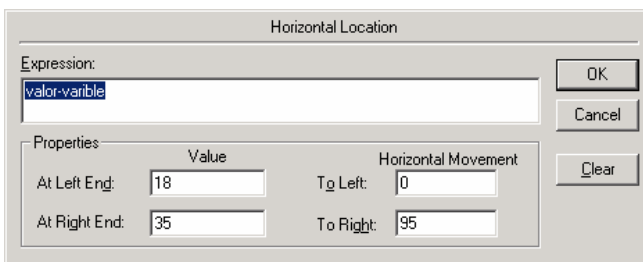 Horizontal Location
Expression:
valor-varible
OK
Cancel
Clear
Properties
Value
Horizontal Movement
At Left End: 18 To Left: 0
At Right End: 35 To Right: 95